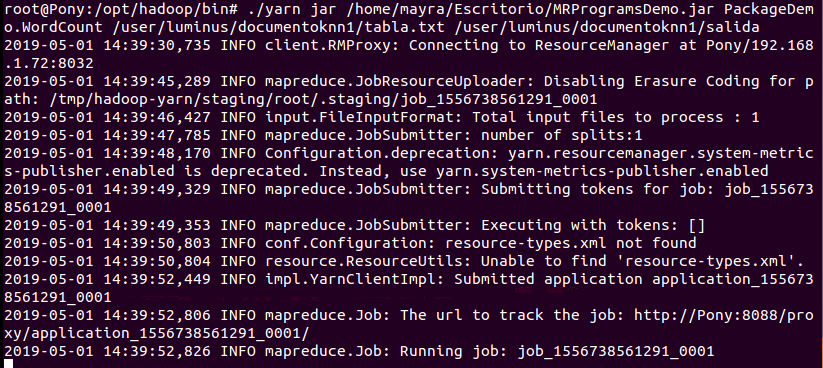 root@Pony:/opt/hadoop/bin# ./yarn jar /home/mayra/Escritorio/MRProgramsDemo.jar PackageDem
o.WordCount /user/luminus/documentoknn1/tabla.txt /user/luminus/documentoknn1/salida
2019-05-01 14:39:30,735 INFO client.RMProxy: Connecting to ResourceManager at Pony/192.168
.1.72:8032
2019-05-01 14:39:45,289 INFO mapreduce.JobResourceUploader: Disabling Erasure Coding for p
ath: /tmp/hadoop-yarn/staging/root/.staging/job_1556738561291_0001
2019-05-01 14:39:46,427 INFO input.FileInputFormat: Total input files to process : 1
2019-05-01 14:39:47,785 INFO mapreduce.JobSubmitter: number of splits:1
2019-05-01 14:39:48,170 INFO Configuration.deprecation: yarn.resourcemanager.system-metric
s-publisher.enabled is deprecated. Instead, use yarn.system-metrics-publisher.enabled
2019-05-01 14:39:49,329 INFO mapreduce.JobSubmitter: Submitting tokens for job: job_155673
8561291_0001
2019-05-01 14:39:49,353 INFO mapreduce.JobSubmitter: Executing with tokens: []
2019-05-01 14:39:50,803 INFO conf.Configuration: resource-types.xml not found
2019-05-01 14:39:50,804 INFO resource.ResourceUtils: Unable to find 'resource-types.xml'.
2019-05-01 14:39:52,449 INFO impl.YarnClientImpl: Submitted application application_155673
8561291_0001
2019-05-01 14:39:52,806 INFO mapreduce.Job: The url to track the job: http://Pony:8088/pro
xy/application_1556738561291_0001/
2019-05-01 14:39:52,826 INFO mapreduce.Job: Running job: job_1556738561291_0001